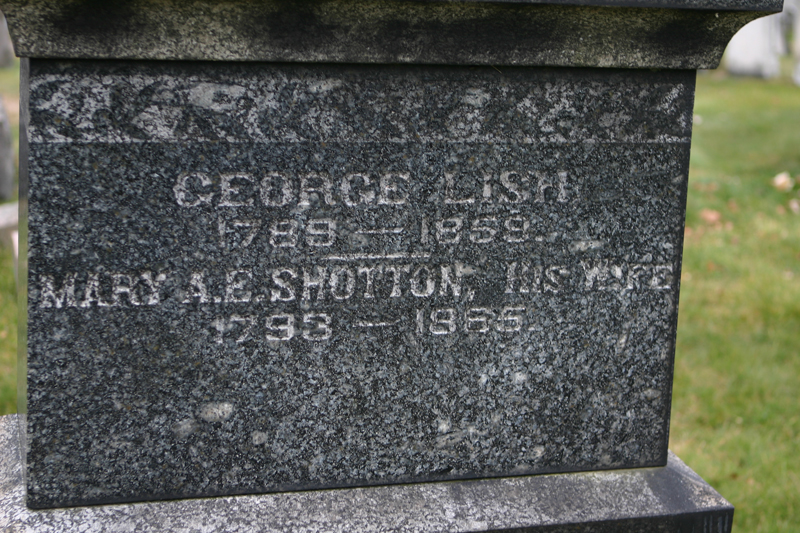 GEORGE LISH
1789 — 1859.
MARY A.E. SHOTTON, HIS WIFE
1793 — 1865.